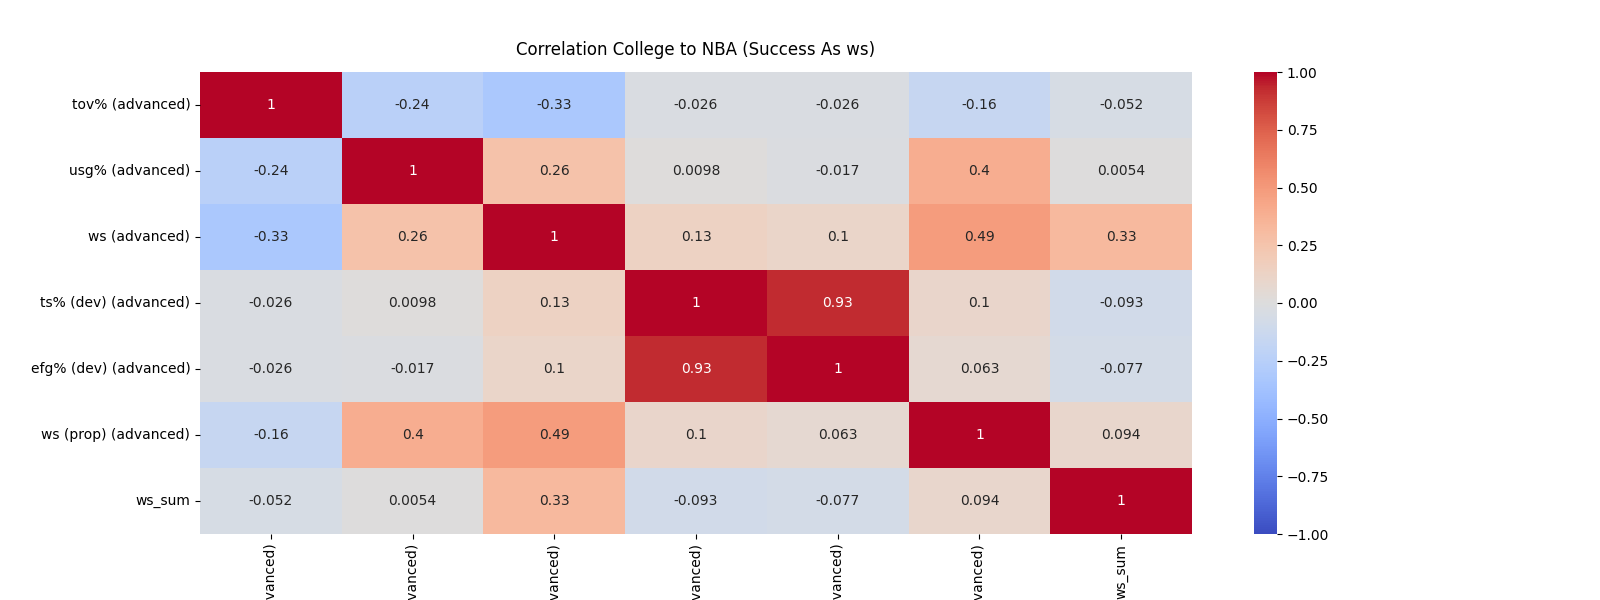 Correlation College to NBA (Success As ws)
tov% (advanced) 1 -0.24 -0.33 -0.026 -0.026 -0.16 -0.052
usg% (advanced) -0.24 1 0.26 0.0098 -0.017 0.4 0.0054
ws (advanced) -0.33 0.26 1 0.13 0.1 0.49 0.33
ts% (dev) (advanced) -0.026 0.0098 0.13 1 0.93 0.1 -0.093
efg% (dev) (advanced) -0.026 -0.017 0.1 0.93 1 0.063 -0.077
ws (prop) (advanced) -0.16 0.4 0.49 0.1 0.063 1 0.094
ws_sum -0.052 0.0054 0.33 -0.093 -0.077 0.094 1
vanced) vanced) vanced) vanced) vanced) vanced) ws_sum
1.00
0.75
0.50
0.25
0.00
−0.25
−0.50
−0.75
−1.00